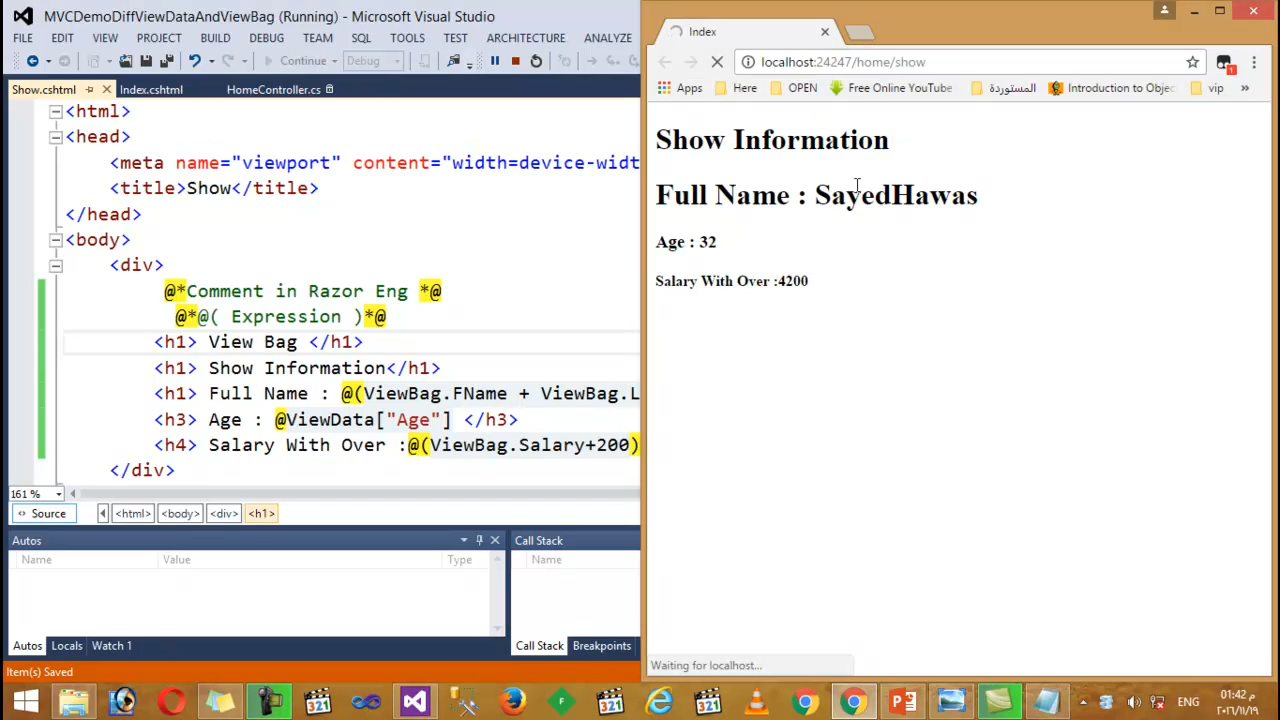 MVCDemoDiffViewDataAndViewBag (Running) - Microsoft Visual Studio
FILE EDIT VIEW PROJECT BUILD DEBUG TEAM SQL TOOLS TEST ARCHITECTURE ANALYZE
Continue Debug
Show.cshtml Index.cshtml HomeController.cs
<html>
<head>
<meta name="viewport" content="width=device-widt
<title>Show</title>
</head>
<body>
<div>
@*Comment in Razor Eng *@
@*@( Expression )*@
<h1> View Bag </h1>
<h1> Show Information</h1>
<h1> Full Name : @(ViewBag.FName + ViewBag.L
<h3> Age : @ViewData["Age"] </h3>
<h4> Salary With Over :@(ViewBag.Salary+200)
</div>
161 %
Source <html> <body> <div> <h1>
Autos
Name Value Type
Autos Locals Watch 1
Call Stack
Name
Call Stack Breakpoints
Item(s) Saved
Index
localhost:24247/home/show
Apps Here OPEN Free Online YouTube المستوردة Introduction to Objec vip »
Show Information
Full Name : SayedHawas
Age : 32
Salary With Over :4200
Waiting for localhost...
321 321 321
ENG
01:42 م
٢٠١٦/١١/١٩